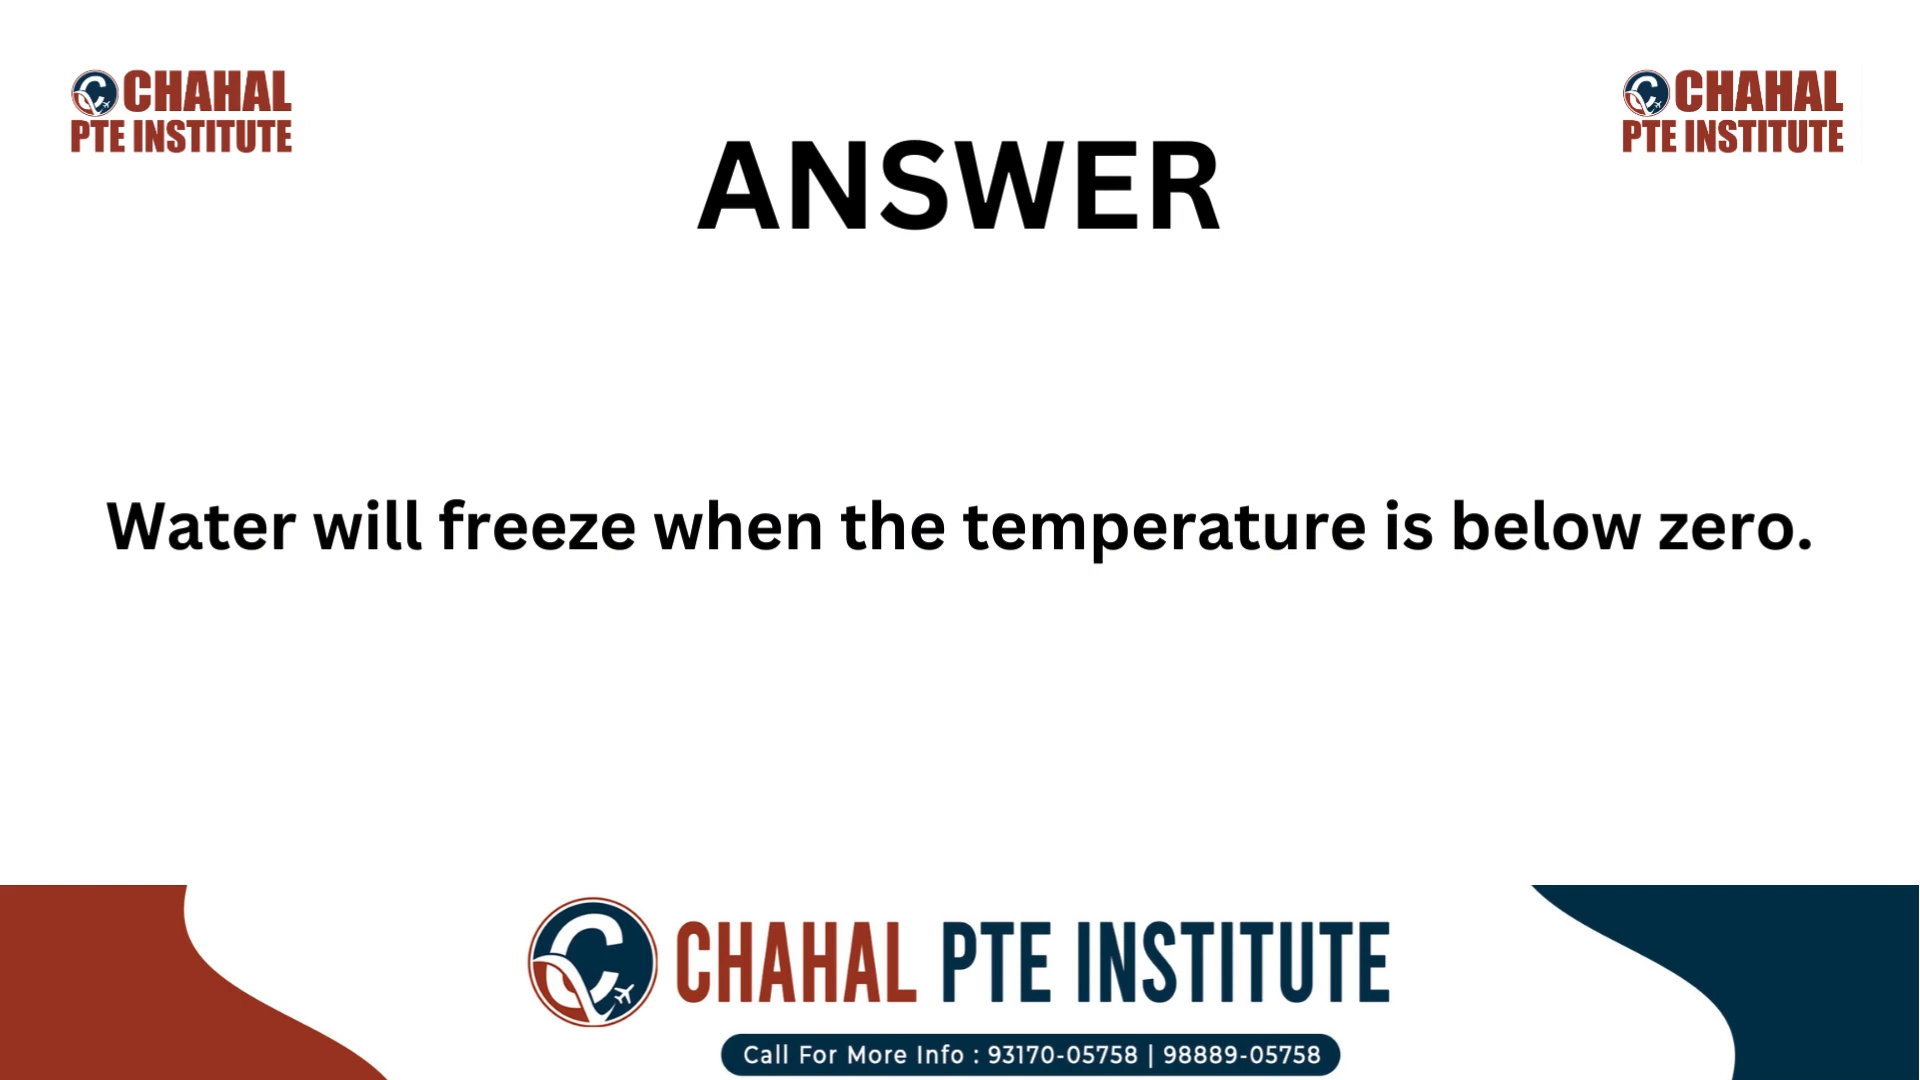 CHAHAL
PTE INSTITUTE
CHAHAL
PTE INSTITUTE
ANSWER
Water will freeze when the temperature is below zero.
CHAHAL PTE INSTITUTE
Call For More Info : 93170-05758 | 98889-05758